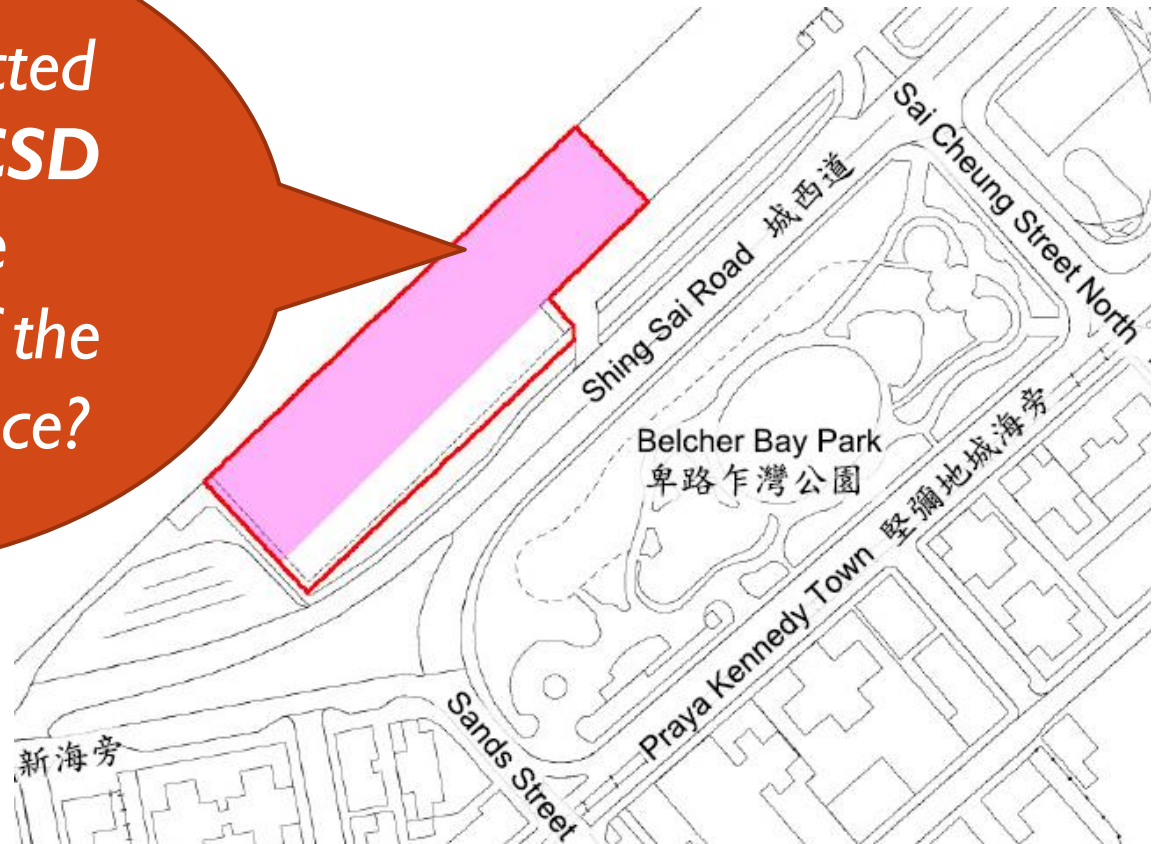 cted
CSD
e
f the
ce?
Sai Cheung Street North
Shing Sai Road 城西道
Belcher Bay Park
卑路乍灣公園
Praya Kennedy Town 堅彌地城海旁
Sands Street
新海旁